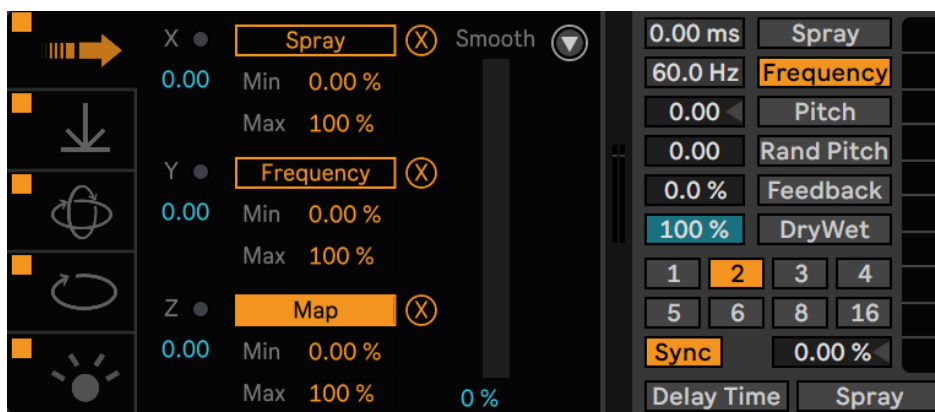 X Spray X Smooth
0.00 Min 0.00 %
Max 100 %
Y Frequency X
0.00 Min 0.00 %
Max 100 %
Z Map X
0.00 Min 0.00 %
Max 100 % 0 %
0.00 ms Spray
60.0 Hz Frequency
0.00 Pitch
0.00 Rand Pitch
0.0 % Feedback
100 % DryWet
1 2 3 4
5 6 8 16
Sync 0.00 %
Delay Time Spray